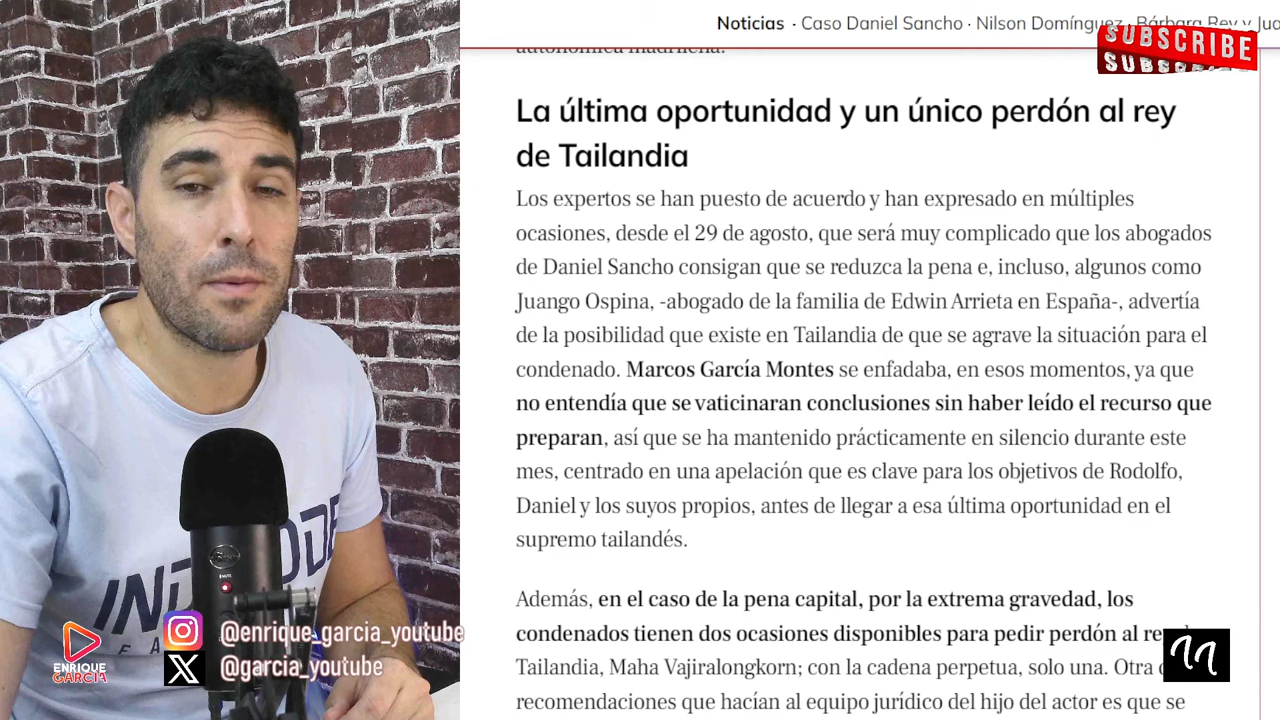 Noticias · Caso Daniel Sancho · Nilson Domínguez · Bárbara Rey y Jua
SUBSCRIBE
SUBSCRIBE
autonómica madrileña.
La última oportunidad y un único perdón al rey
de Tailandia
Los expertos se han puesto de acuerdo y han expresado en múltiples
ocasiones, desde el 29 de agosto, que será muy complicado que los abogados
de Daniel Sancho consigan que se reduzca la pena e, incluso, algunos como
Juango Ospina, -abogado de la familia de Edwin Arrieta en España-, advertía
de la posibilidad que existe en Tailandia de que se agrave la situación para el
condenado. Marcos García Montes se enfadaba, en esos momentos, ya que
no entendía que se vaticinaran conclusiones sin haber leído el recurso que
preparan, así que se ha mantenido prácticamente en silencio durante este
mes, centrado en una apelación que es clave para los objetivos de Rodolfo,
Daniel y los suyos propios, antes de llegar a esa última oportunidad en el
supremo tailandés.
Además, en el caso de la pena capital, por la extrema gravedad, los
condenados tienen dos ocasiones disponibles para pedir perdón al rey
Tailandia, Maha Vajiralongkorn; con la cadena perpetua, solo una. Otra
recomendaciones que hacían al equipo jurídico del hijo del actor es que se
@enrique_garcia_youtube
@garcia_youtube
ENRIQUE
GARCIA